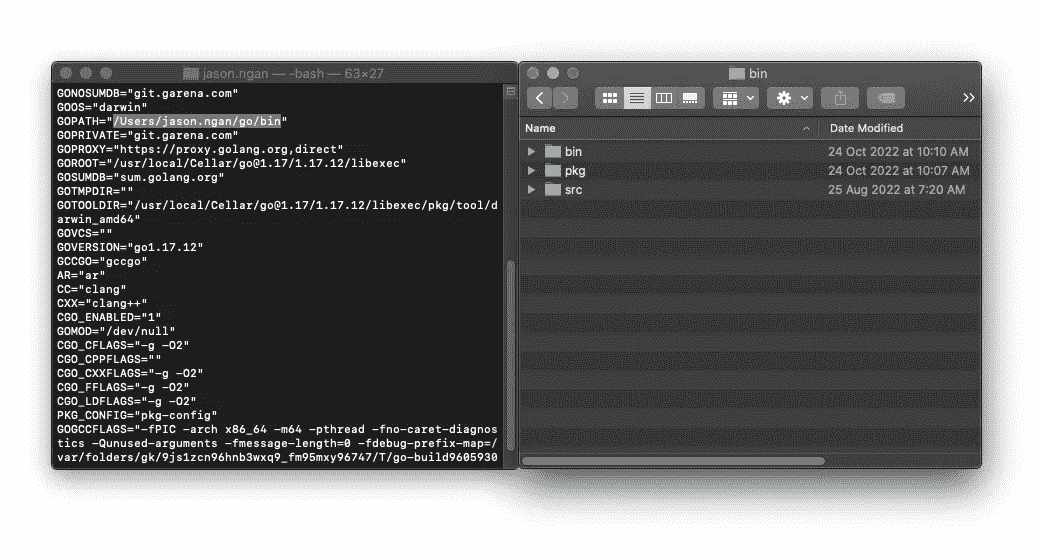 jason.ngan — -bash — 63×27
GONOSUMDB="git.garena.com"
GOOS="darwin"
GOPATH="/Users/jason.ngan/go/bin"
GOPRIVATE="git.garena.com"
GOPROXY="https://proxy.golang.org,direct"
GOROOT="/usr/local/Cellar/go@1.17/1.17.12/libexec"
GOSUMDB="sum.golang.org"
GOTMPDIR=""
GOTOOLDIR="/usr/local/Cellar/go@1.17/1.17.12/libexec/pkg/tool/d
arwin_amd64"
GOVCS=""
GOVERSION="go1.17.12"
GCCGO="gccgo"
AR="ar"
CC="clang"
CXX="clang++"
CGO_ENABLED="1"
GOMOD="/dev/null"
CGO_CFLAGS="-g -O2"
CGO_CPPFLAGS=""
CGO_CXXFLAGS="-g -O2"
CGO_FFLAGS="-g -O2"
CGO_LDFLAGS="-g -O2"
PKG_CONFIG="pkg-config"
GOGCCFLAGS="-fPIC -arch x86_64 -m64 -pthread -fno-caret-diagnos
tics -Qunused-arguments -fmessage-length=0 -fdebug-prefix-map=/
var/folders/gk/9js1zcn96hnb3wxq9_fm95mxy96747/T/go-build9605930
bin
Name Date Modified
bin 24 Oct 2022 at 10:10 AM
pkg 24 Oct 2022 at 10:07 AM
src 25 Aug 2022 at 7:20 AM